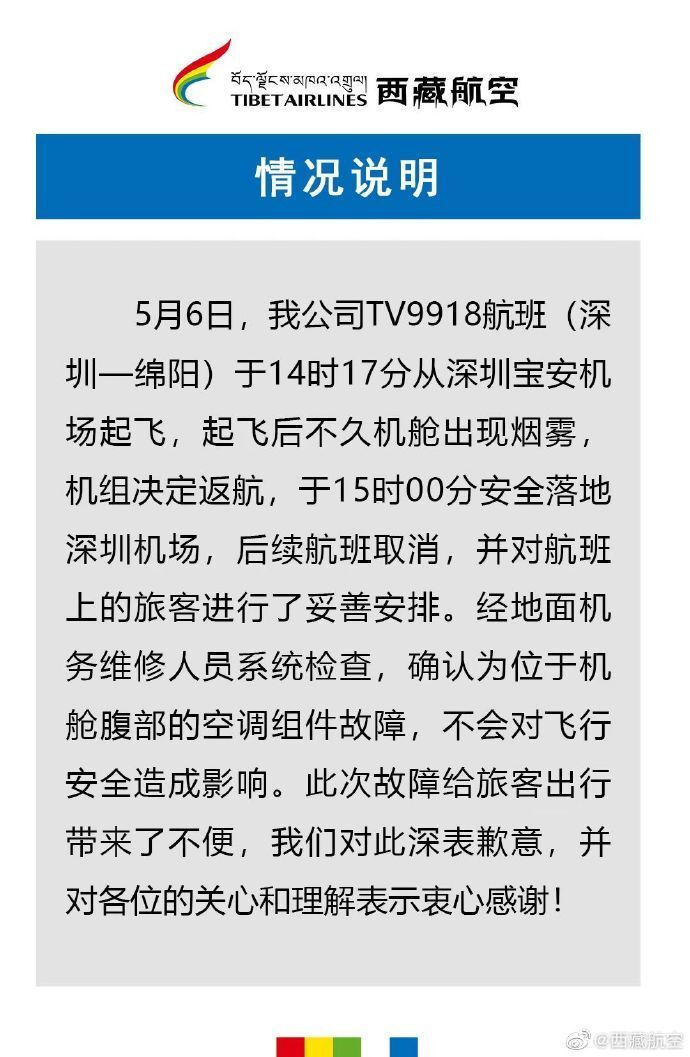 བོད་ལྗོངས་མཁའ་འགྲུལ།
TIBET AIRLINES 西藏航空
情况说明
5月6日，我公司TV9918航班（深
圳—绵阳）于14时17分从深圳宝安机
场起飞，起飞后不久机舱出现烟雾，
机组决定返航，于15时00分安全落地
深圳机场，后续航班取消，并对航班
上的旅客进行了妥善安排。经地面机
务维修人员系统检查，确认为位于机
舱腹部的空调组件故障，不会对飞行
安全造成影响。此次故障给旅客出行
带来了不便，我们对此深表歉意，并
对各位的关心和理解表示衷心感谢！
@西藏航空